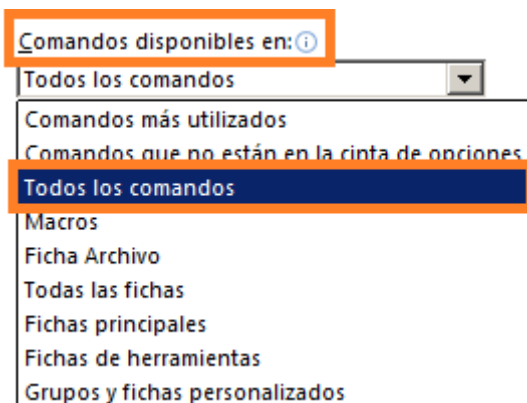 Comandos disponibles en:
Todos los comandos
Comandos más utilizados
Comandos que no están en la cinta de opciones
Todos los comandos
Macros
Ficha Archivo
Todas las fichas
Fichas principales
Fichas de herramientas
Grupos y fichas personalizados